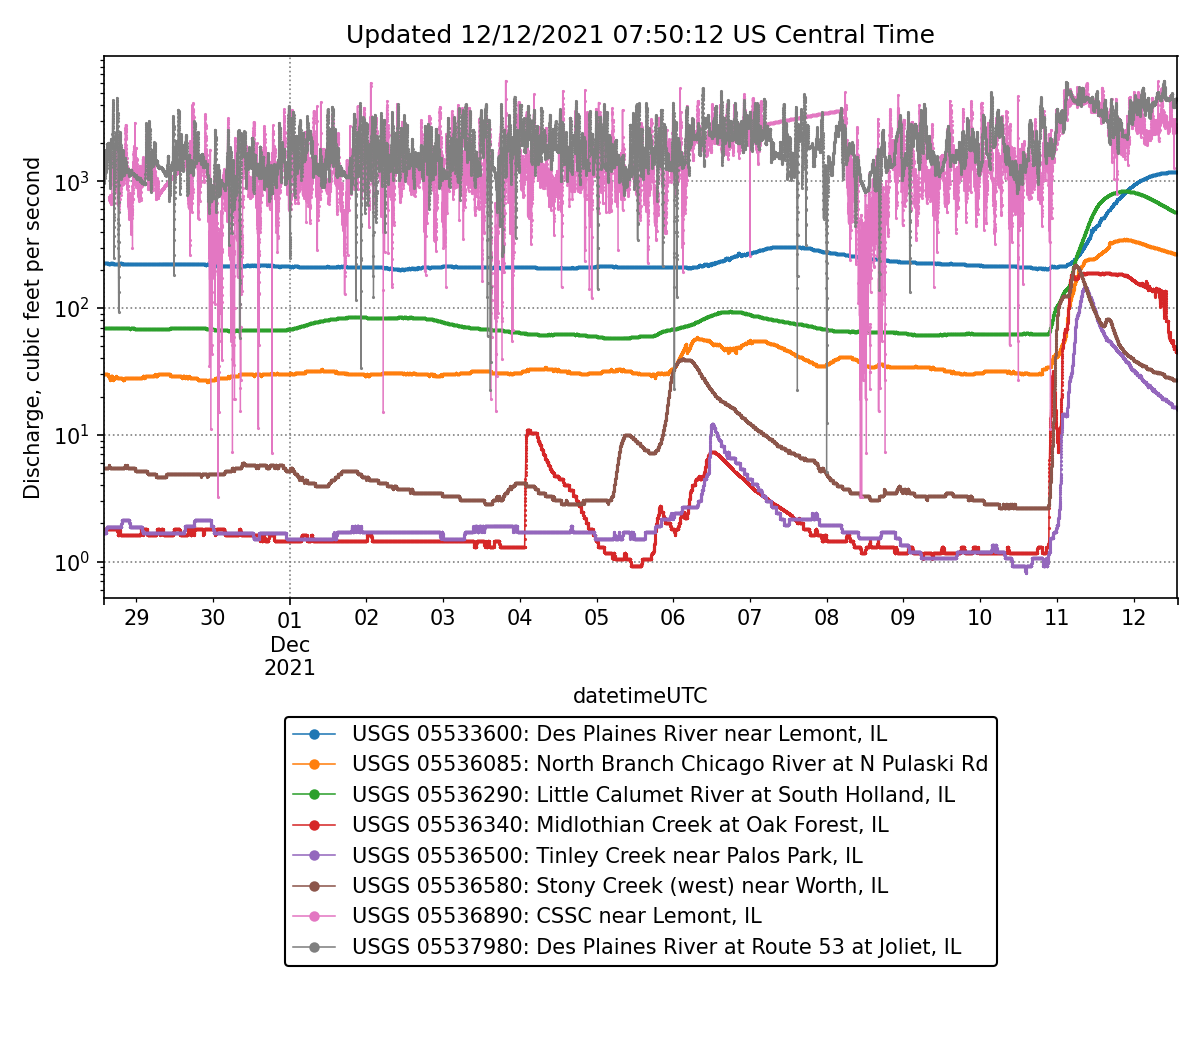 Updated 12/12/2021 07:50:12 US Central Time
Discharge, cubic feet per second
10³
10²
10¹
10⁰
29 30 01 02 03 04 05 06 07 08 09 10 11 12
Dec
2021
datetimeUTC
USGS 05533600: Des Plaines River near Lemont, IL
USGS 05536085: North Branch Chicago River at N Pulaski Rd
USGS 05536290: Little Calumet River at South Holland, IL
USGS 05536340: Midlothian Creek at Oak Forest, IL
USGS 05536500: Tinley Creek near Palos Park, IL
USGS 05536580: Stony Creek (west) near Worth, IL
USGS 05536890: CSSC near Lemont, IL
USGS 05537980: Des Plaines River at Route 53 at Joliet, IL